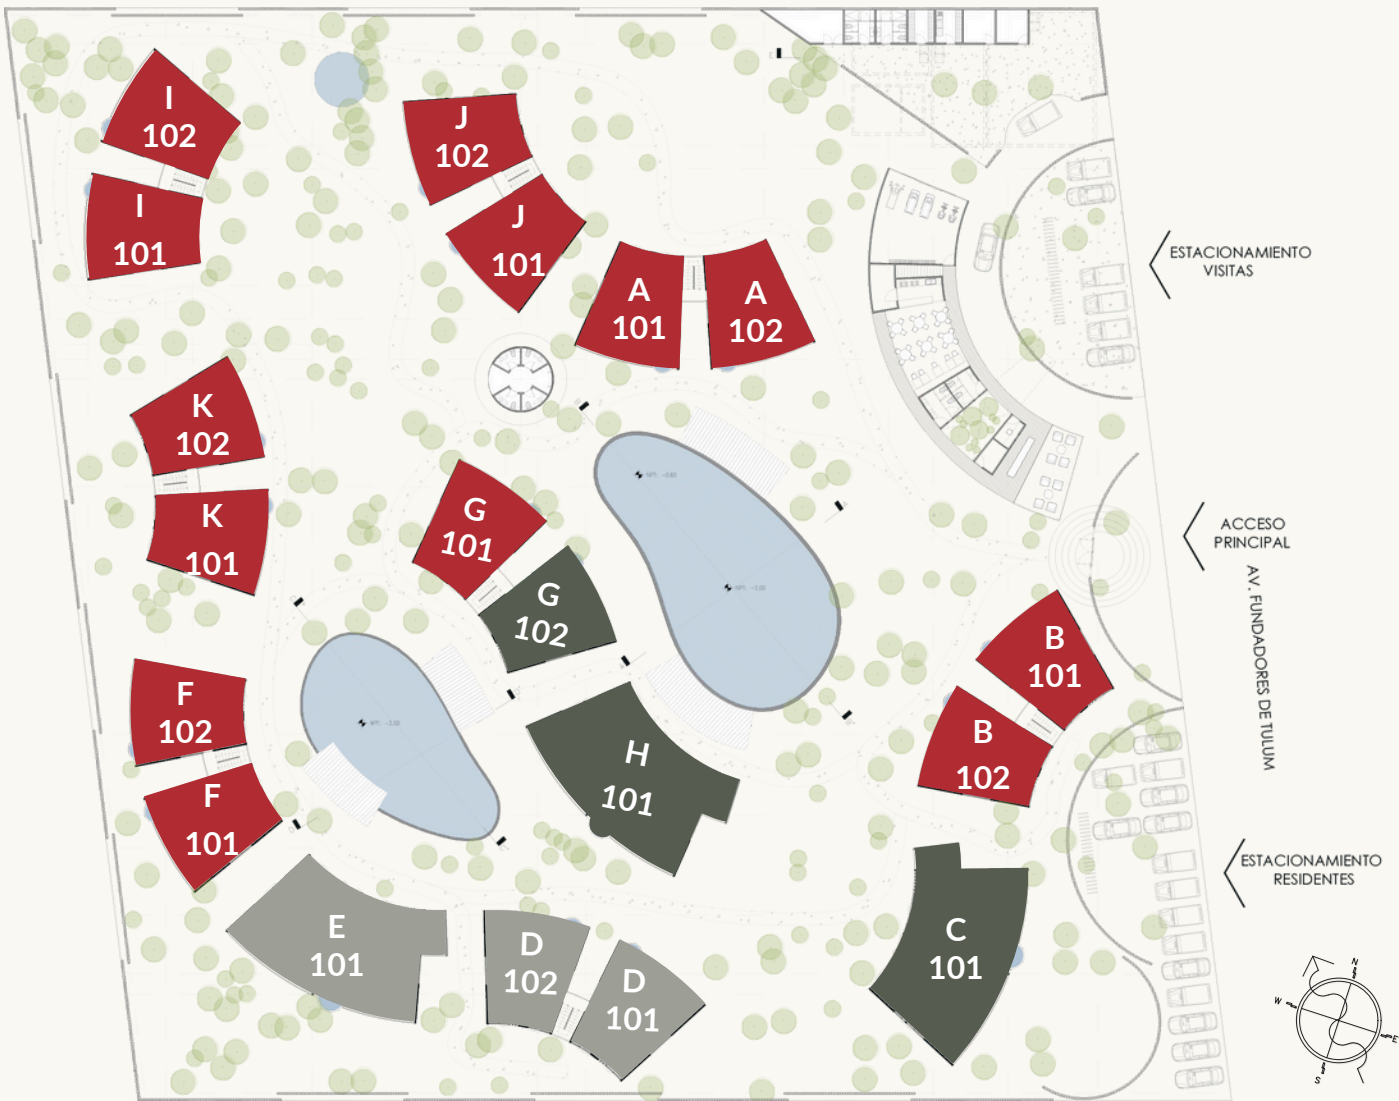 I
102
I
101
J
102
J
101
A
101
A
102
ESTACIONAMIENTO
VISITAS
K
102
K
101
G
101
G
102
ACCESO
PRINCIPAL
AV. FUNDADORES DE TULUM
B
101
B
102
F
102
F
101
H
101
ESTACIONAMIENTO
RESIDENTES
E
101
D
102
D
101
C
101
N
W
E
S